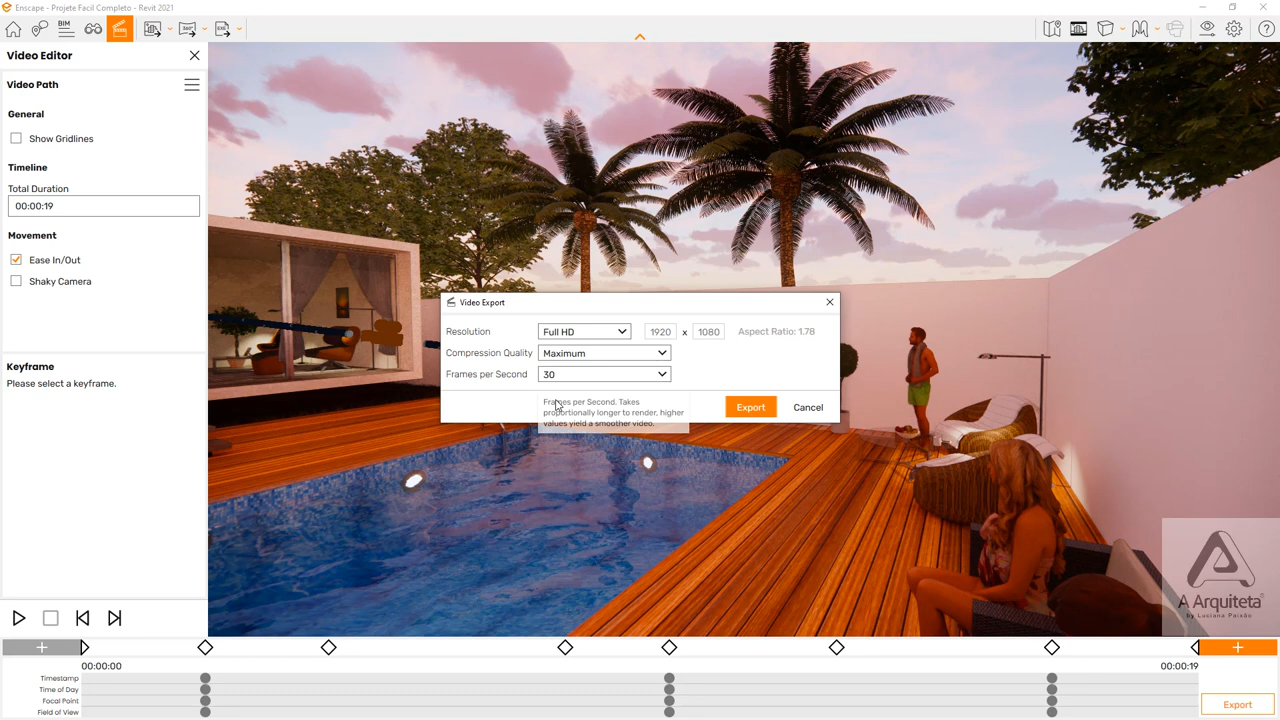 Enscape - Projete Facil Completo - Revit 2021
BIM
360°
EXE
Video Editor
Video Path
General
Show Gridlines
Timeline
Total Duration
00:00:19
Movement
Ease In/Out
Shaky Camera
Keyframe
Please select a keyframe.
Video Export
Resolution Full HD 1920 x 1080 Aspect Ratio: 1.78
Compression Quality Maximum
Frames per Second 30
Frames per Second. Takes
proportionally longer to render, higher
values yield a smoother video.
Export Cancel
A Arquiteta®
by Luciana Paixão
00:00:00 00:00:19
Timestamp
Time of Day
Focal Point
Field of View
Export